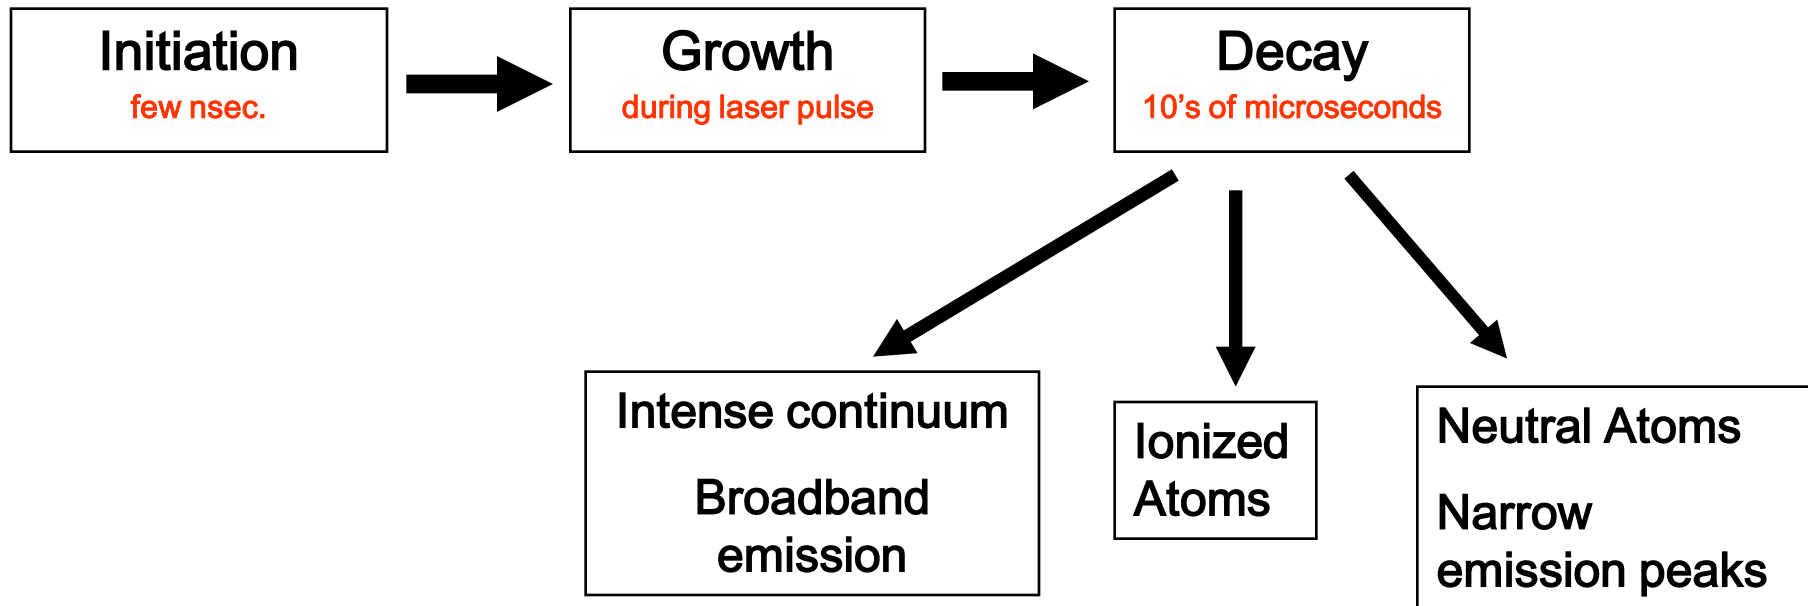 Initiation
few nsec.
Growth
during laser pulse
Decay
10’s of microseconds
Intense continuum
Broadband
emission
Ionized
Atoms
Neutral Atoms
Narrow
emission peaks